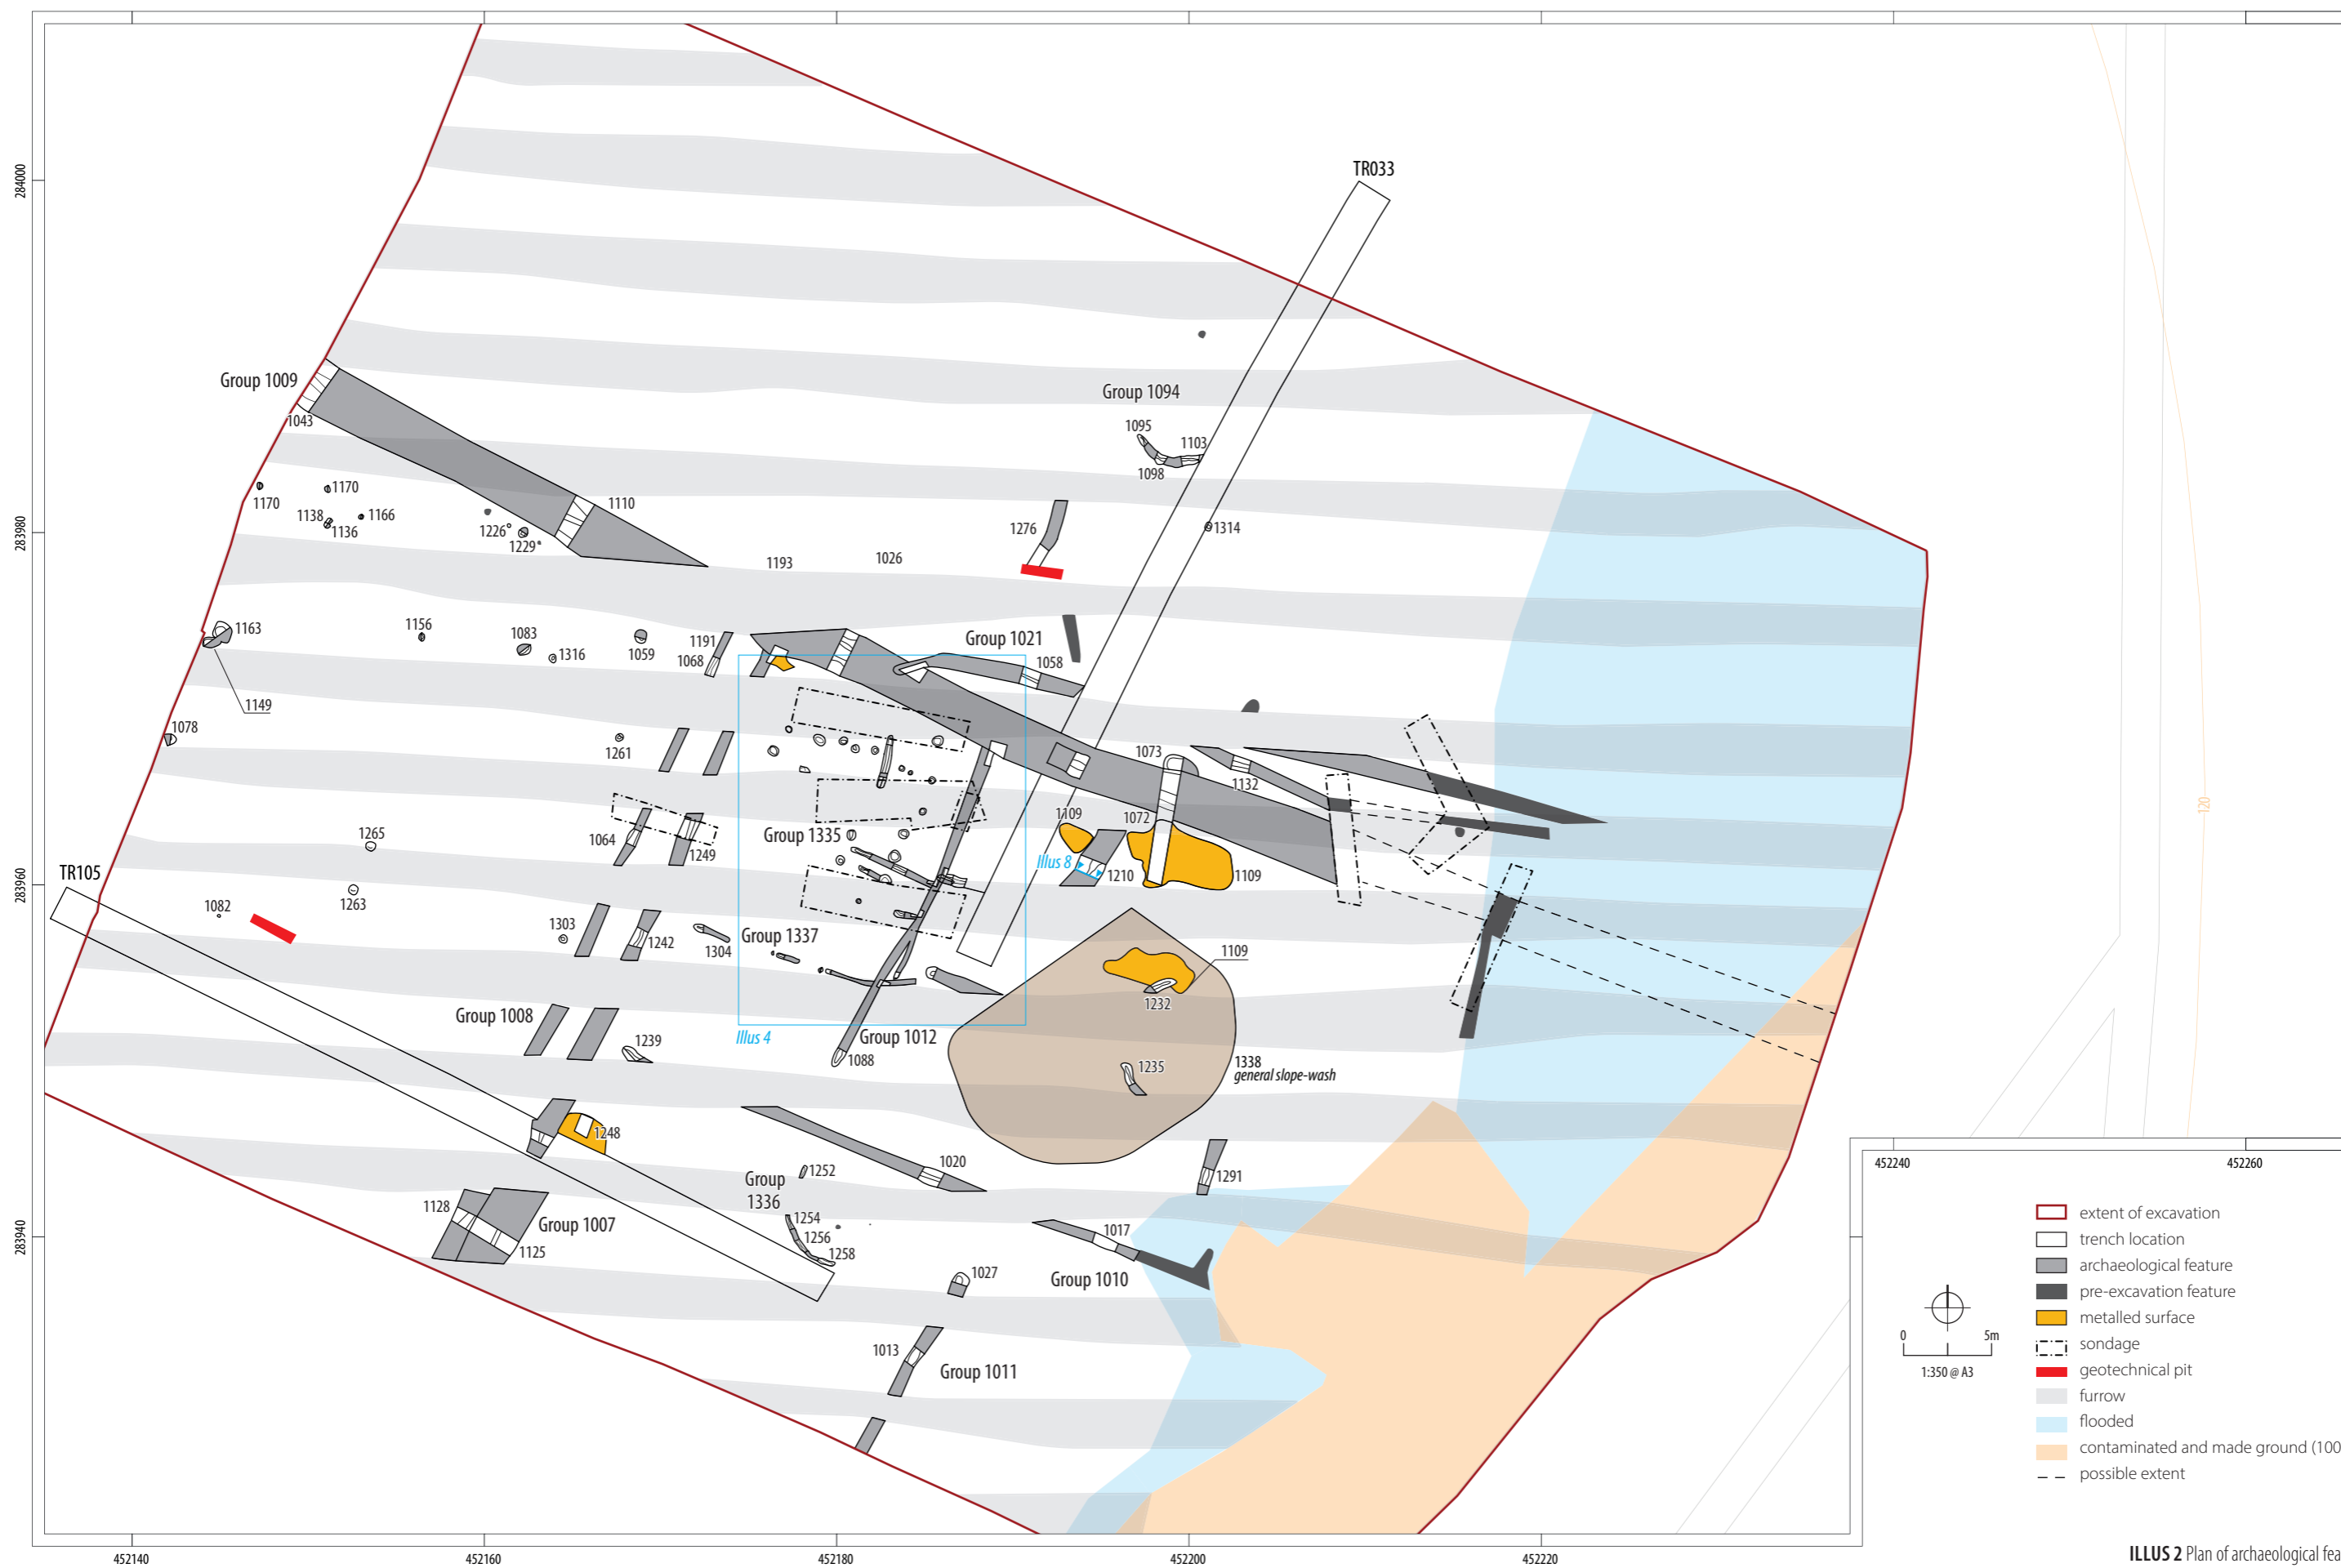 TR033
284000
Group 1009
1043
Group 1094
1095
1103
1098
1110
1170
1170
1138
1136
1166
1226
1229
1276
1314
283980
1193
1026
1163
1149
1156
1083
1316
1059
1191
1068
Group 1021
1058
1078
1261
1073
1132
1109
1072
1064
1249
Group 1335
Illus 8
1210
1109
120
1265
TR105
283960
1082
1263
1303
1242
1304
Group 1337
1109
1232
Group 1008
1239
Illus 4
Group 1012
1088
1235
1338
general slope-wash
1248
1252
1020
1291
Group
1336
1128
Group 1007
1125
1254
1256
1258
1017
Group 1010
283940
1027
1013
Group 1011
452240
452260
extent of excavation
trench location
archaeological feature
pre-excavation feature
metalled surface
sondage
geotechnical pit
furrow
flooded
contaminated and made ground (100
possible extent
0
5m
1:350 @ A3
452140
452160
452180
452200
452220
ILLUS 2 Plan of archaeological fea